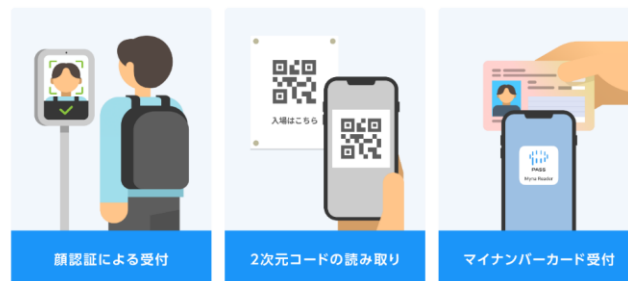 入場はこちら
PASS
Myna Reader
顔認証による受付
2次元コードの読み取り
マイナンバーカード受付